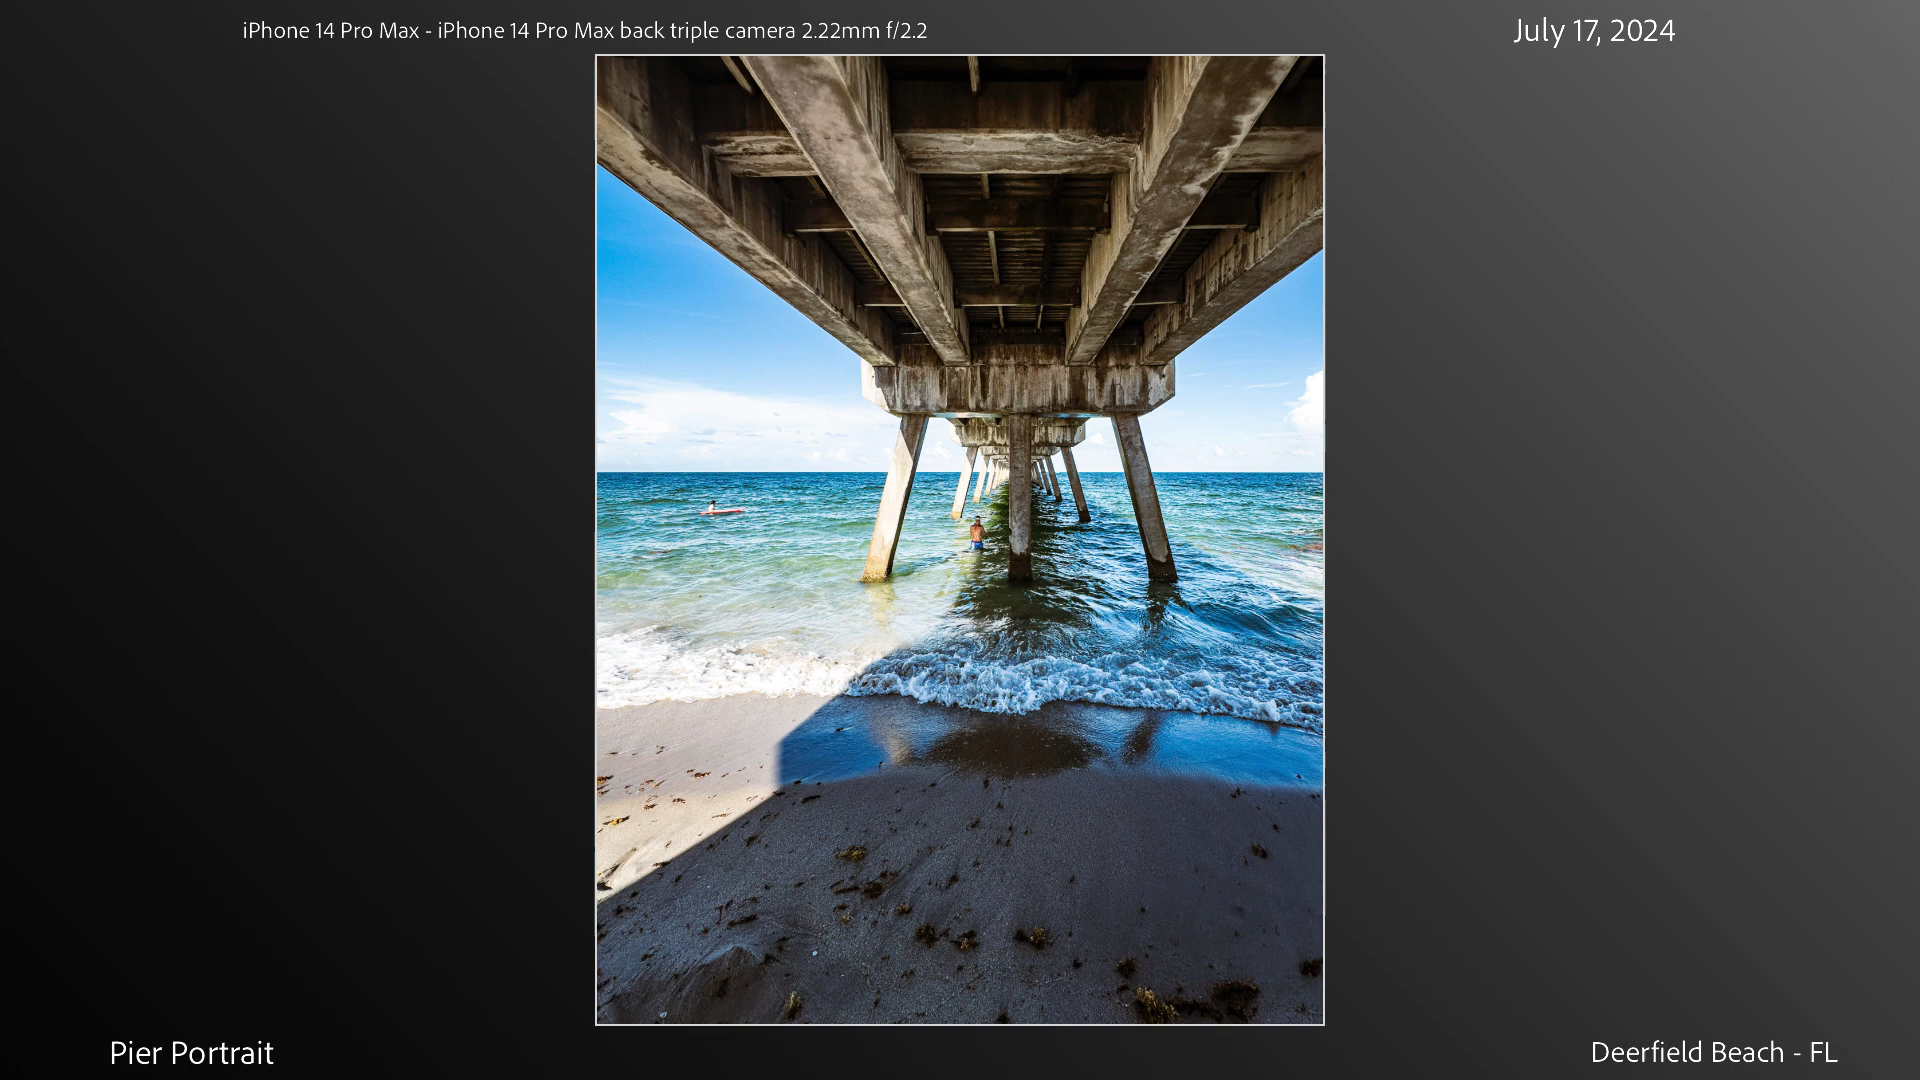 iPhone 14 Pro Max - iPhone 14 Pro Max back triple camera 2.22mm f/2.2
July 17, 2024
Pier Portrait
Deerfield Beach - FL